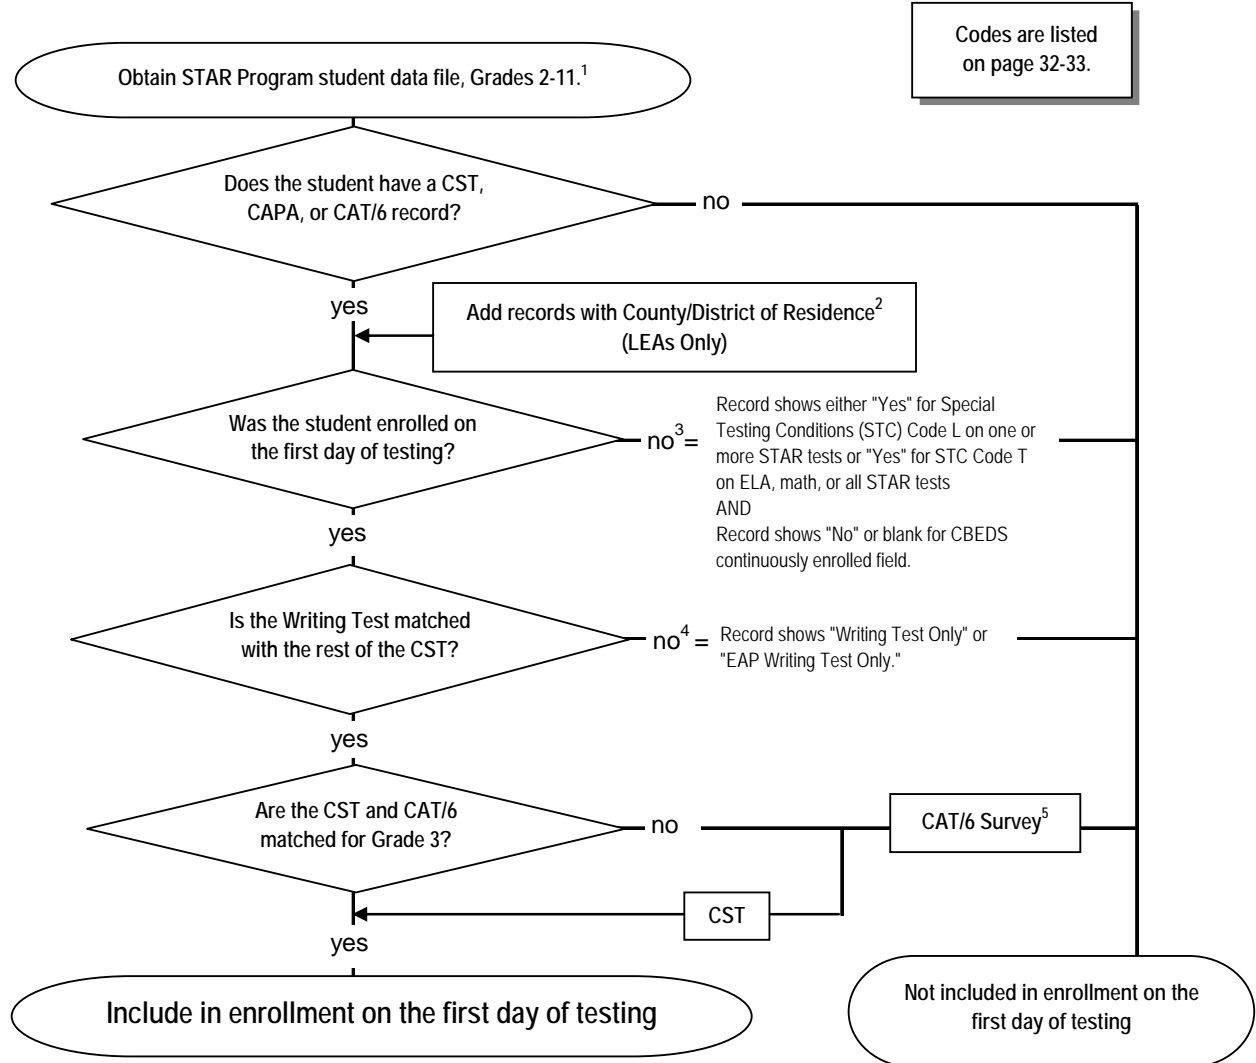 Codes are listed
on page 32-33.
Obtain STAR Program student data file, Grades 2-11.¹
Does the student have a CST,
CAPA, or CAT/6 record?
no
yes
Add records with County/District of Residence²
(LEAs Only)
Was the student enrolled on
the first day of testing?
no³=
Record shows either "Yes" for Special
Testing Conditions (STC) Code L on one or
more STAR tests or "Yes" for STC Code T
on ELA, math, or all STAR tests
AND
Record shows "No" or blank for CBEDS
continuously enrolled field.
yes
Is the Writing Test matched
with the rest of the CST?
no⁴ =
Record shows "Writing Test Only" or
"EAP Writing Test Only."
yes
Are the CST and CAT/6
matched for Grade 3?
no
CAT/6 Survey⁵
CST
yes
Include in enrollment on the first day of testing
Not included in enrollment on the
first day of testing